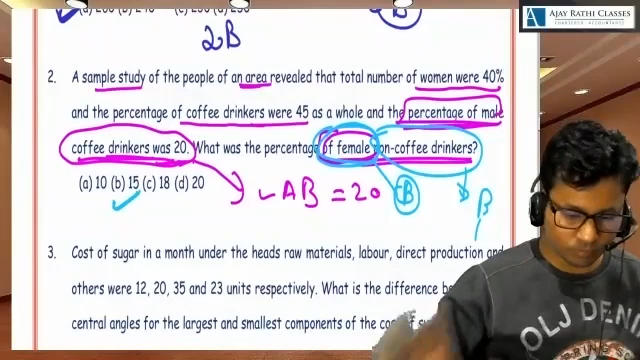 AJAY RATHI CLASSES
CHARTERED ACCOUNTANTS
2B
B
2. A sample study of the people of an area revealed that total number of women were 40%
and the percentage of coffee drinkers were 45 as a whole and the percentage of male
coffee drinkers was 20. What was the percentage of female non-coffee drinkers?
(a) 10 (b) 15 (c) 18 (d) 20
AB = 20
B
β
3. Cost of sugar in a month under the heads raw materials, labour, direct production and
others were 12, 20, 35 and 23 units respectively. What is the difference
central angles for the largest and smallest components of the
OLD DENI